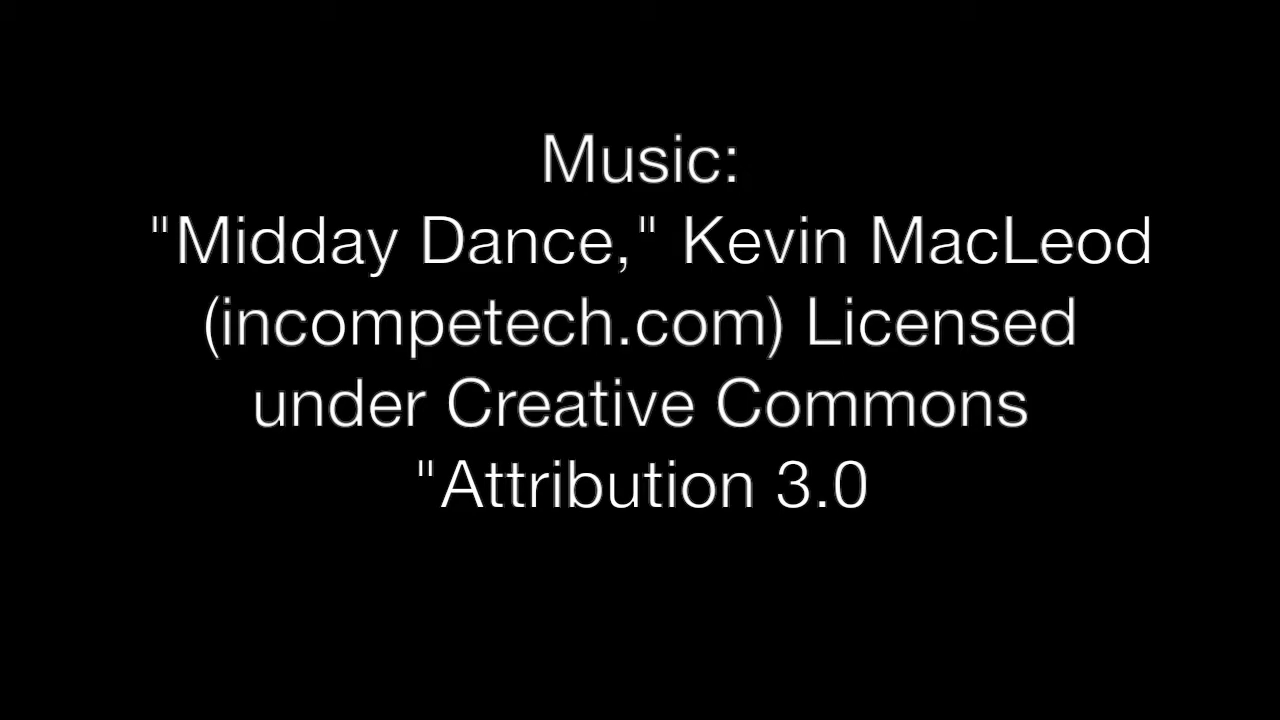 Music:
"Midday Dance," Kevin MacLeod
(incompetech.com) Licensed
under Creative Commons
"Attribution 3.0